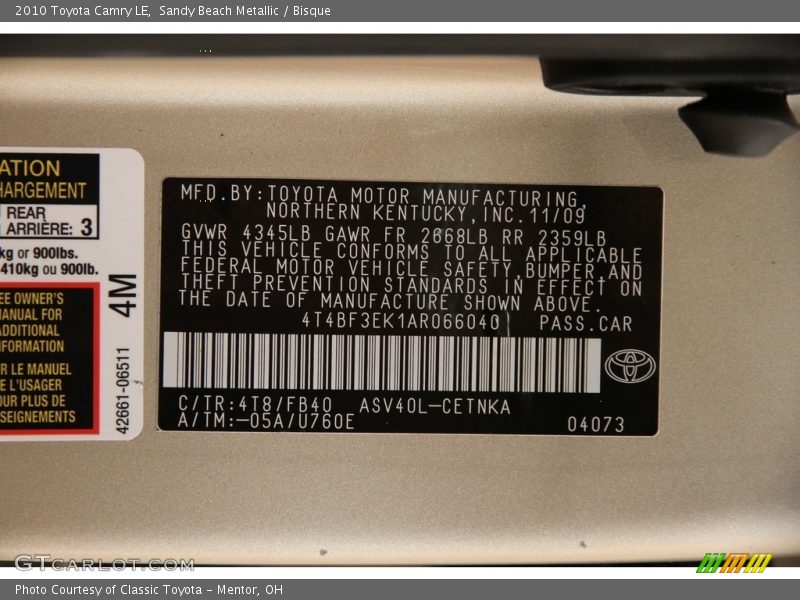 2010 Toyota Camry LE, Sandy Beach Metallic / Bisque
ATION
HARGEMENT
REAR
ARRIÈRE: 3
kg or 900lbs.
410kg ou 900lb.
EE OWNER'S
MANUAL FOR
ADDITIONAL
NFORMATION
R LE MANUEL
E L'USAGER
OUR PLUS DE
SEIGNEMENTS
4M
42661-06511
MFD.BY:TOYOTA MOTOR MANUFACTURING,
NORTHERN KENTUCKY,INC. 11/09
GVWR 4345LB GAWR FR 2668LB RR 2359LB
THIS VEHICLE CONFORMS TO ALL APPLICABLE
FEDERAL MOTOR VEHICLE SAFETY,BUMPER,AND
THEFT PREVENTION STANDARDS IN EFFECT ON
THE DATE OF MANUFACTURE SHOWN ABOVE.
4T4BF3EK1AR066040 PASS.CAR
C/TR:4T8/FB40 ASV40L-CETNKA
A/TM:-05A/U760E 04073
GTCARLOT.COM
Photo Courtesy of Classic Toyota - Mentor, OH